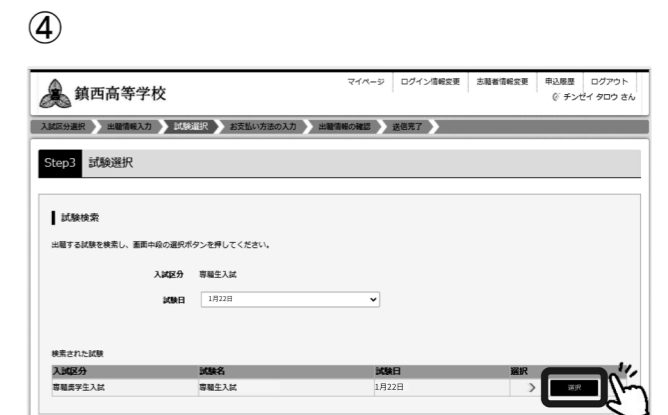 ④
鎮西高等学校
マイページ ログイン情報変更 志願者情報変更 申込履歴 ログアウト
チンゼイ タロウ さん
入試区分選択 出願情報入力 試験選択 お支払い方法の入力 出願情報の確認 送信完了
Step3 試験選択
試験検索
出願する試験を検索し、画面中段の選択ボタンを押してください。
入試区分 専願生入試
試験日 1月22日
検索された試験
入試区分 試験名 試験日 選択
専願奨学生入試 専願生入試 1月22日 選択